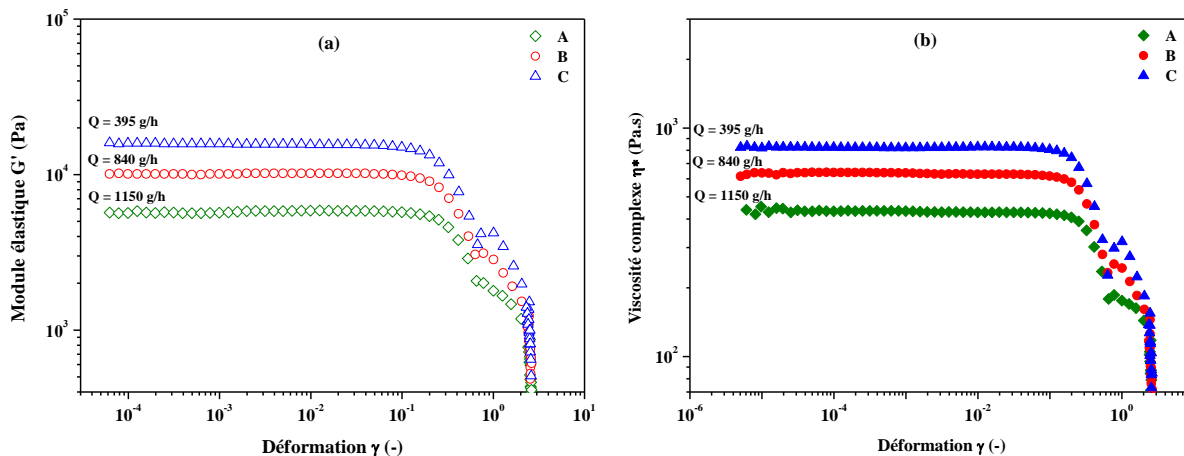 (a)
A
B
C
Q = 395 g/h
Q = 840 g/h
Q = 1150 g/h
Module élastique G' (Pa)
10^5
10^4
10^3
10^-4
10^-3
10^-2
10^-1
10^0
10^1
Déformation γ (-)
(b)
A
B
C
Q = 395 g/h
Q = 840 g/h
Q = 1150 g/h
Viscosité complexe η* (Pa.s)
10^3
10^2
10^-6
10^-4
10^-2
10^0
Déformation γ (-)